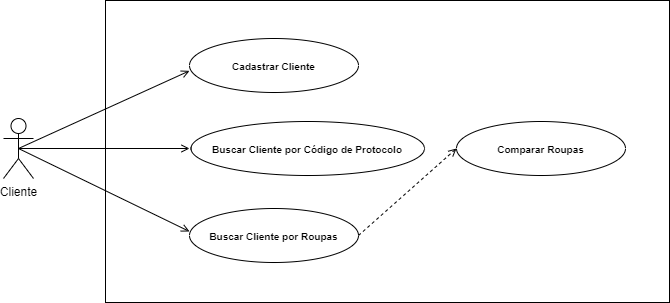 Cadastrar Cliente
Buscar Cliente por Código de Protocolo
Comparar Roupas
Cliente
Buscar Cliente por Roupas